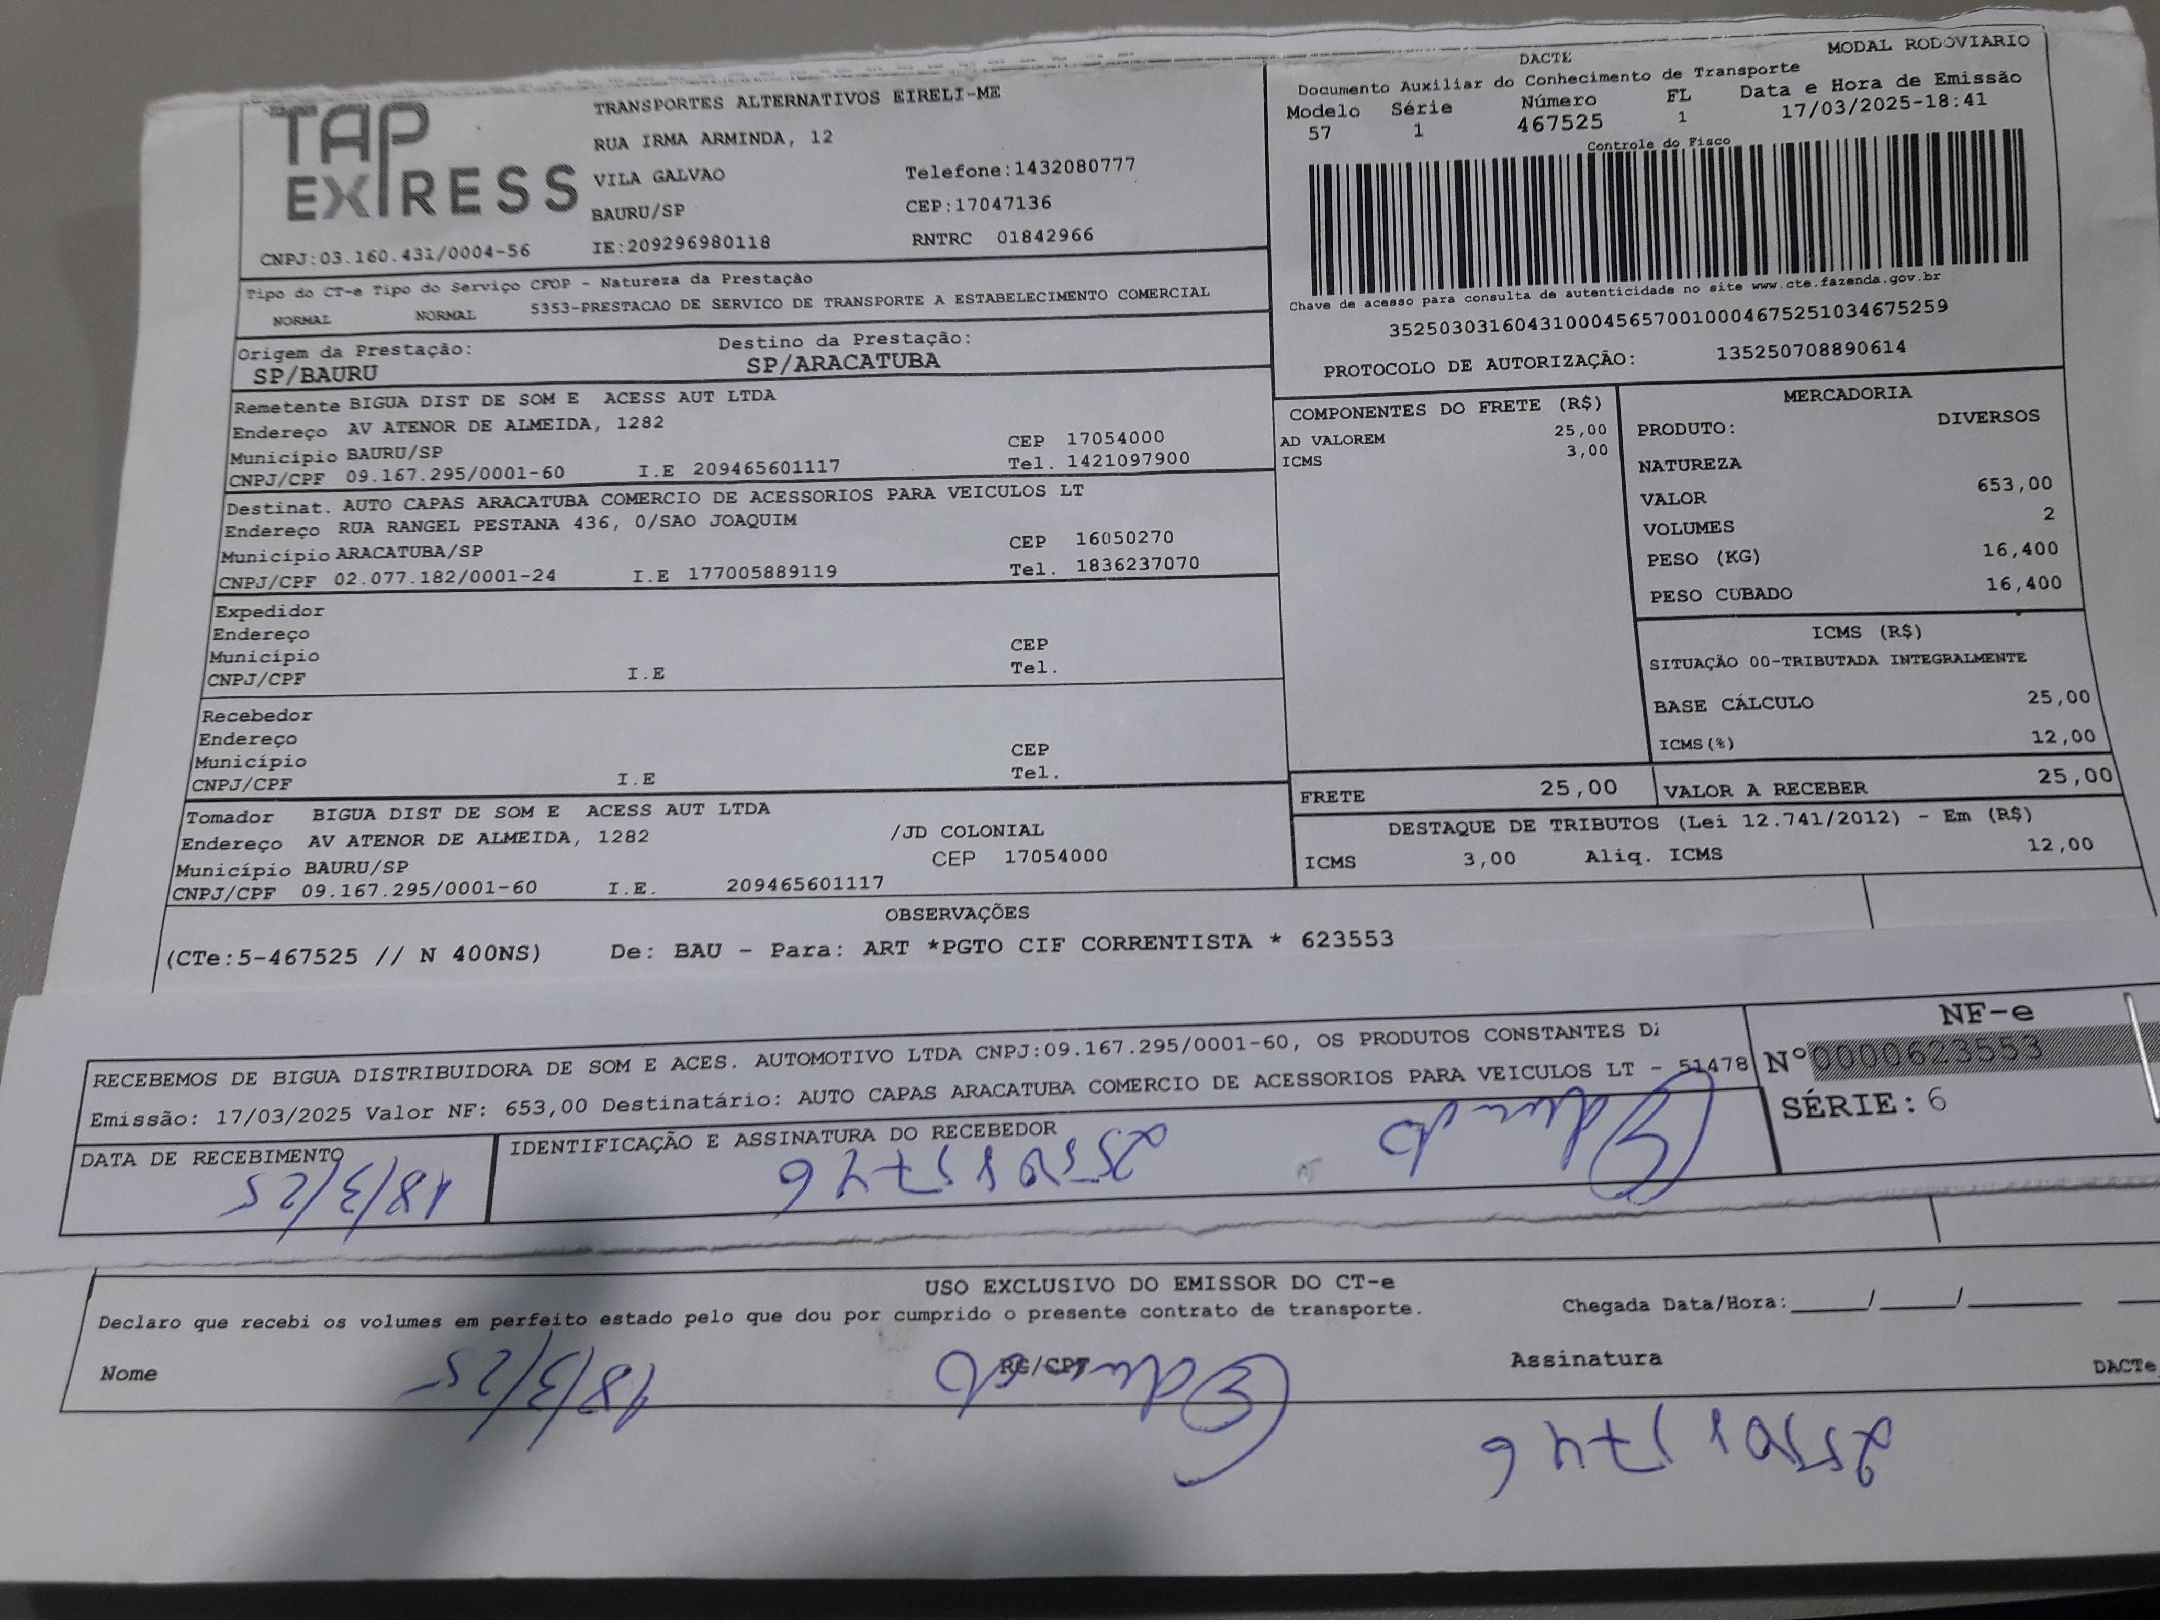 TAP EXPRESS
TRANSPORTES ALTERNATIVOS EIRELI-ME
RUA IRMA ARMINDA, 12
VILA GALVAO Telefone:1432080777
BAURU/SP CEP:17047136
CNPJ:03.160.431/0004-56 IE:209296980118 RNTRC 01842966
DACTE MODAL RODOVIARIO
Documento Auxiliar do Conhecimento de Transporte
Modelo Série Número FL Data e Hora de Emissão
57 1 467525 1 17/03/2025-18:41
Controle do Fisco
Chave de acesso para consulta de autenticidade no site www.cte.fazenda.gov.br
35250303160431000456570010004675251034675259
PROTOCOLO DE AUTORIZAÇÃO: 135250708890614
Tipo do CT-e Tipo do Serviço CFOP - Natureza da Prestação
NORMAL NORMAL 5353-PRESTACAO DE SERVICO DE TRANSPORTE A ESTABELECIMENTO COMERCIAL
Origem da Prestação: Destino da Prestação:
SP/BAURU SP/ARACATUBA
Remetente BIGUA DIST DE SOM E ACESS AUT LTDA
Endereço AV ATENOR DE ALMEIDA, 1282
Município BAURU/SP CEP 17054000
CNPJ/CPF 09.167.295/0001-60 I.E 209465601117 Tel. 1421097900
Destinat. AUTO CAPAS ARACATUBA COMERCIO DE ACESSORIOS PARA VEICULOS LT
Endereço RUA RANGEL PESTANA 436, 0/SAO JOAQUIM
Município ARACATUBA/SP CEP 16050270
CNPJ/CPF 02.077.182/0001-24 I.E 177005889119 Tel. 1836237070
Expedidor
Endereço
Município CEP
CNPJ/CPF I.E Tel.
Recebedor
Endereço
Município CEP
CNPJ/CPF I.E Tel.
Tomador BIGUA DIST DE SOM E ACESS AUT LTDA
Endereço AV ATENOR DE ALMEIDA, 1282 /JD COLONIAL
Município BAURU/SP CEP 17054000
CNPJ/CPF 09.167.295/0001-60 I.E. 209465601117
COMPONENTES DO FRETE (R$)
AD VALOREM 25,00
ICMS 3,00
MERCADORIA
PRODUTO: DIVERSOS
NATUREZA
VALOR 653,00
VOLUMES 2
PESO (KG) 16,400
PESO CUBADO 16,400
ICMS (R$)
SITUAÇÃO 00-TRIBUTADA INTEGRALMENTE
BASE CÁLCULO 25,00
ICMS(%) 12,00
FRETE 25,00 VALOR A RECEBER 25,00
DESTAQUE DE TRIBUTOS (Lei 12.741/2012) - Em (R$)
ICMS 3,00 Aliq. ICMS 12,00
OBSERVAÇÕES
(CTe:5-467525 // N 400NS) De: BAU - Para: ART *PGTO CIF CORRENTISTA * 623553
RECEBEMOS DE BIGUA DISTRIBUIDORA DE SOM E ACES. AUTOMOTIVO LTDA CNPJ:09.167.295/0001-60, OS PRODUTOS CONSTANTES
Emissão: 17/03/2025 Valor NF: 653,00 Destinatário: AUTO CAPAS ARACATUBA COMERCIO DE ACESSORIOS PARA VEICULOS LT - 51478
NF-e
Nº0000623553
SÉRIE: 6
DATA DE RECEBIMENTO IDENTIFICAÇÃO E ASSINATURA DO RECEBEDOR
18/3/25
USO EXCLUSIVO DO EMISSOR DO CT-e
Declaro que recebi os volumes em perfeito estado pelo que dou por cumprido o presente contrato de transporte. Chegada Data/Hora:____/____/______
Nome RG/CPF Assinatura DACTe
18/3/25